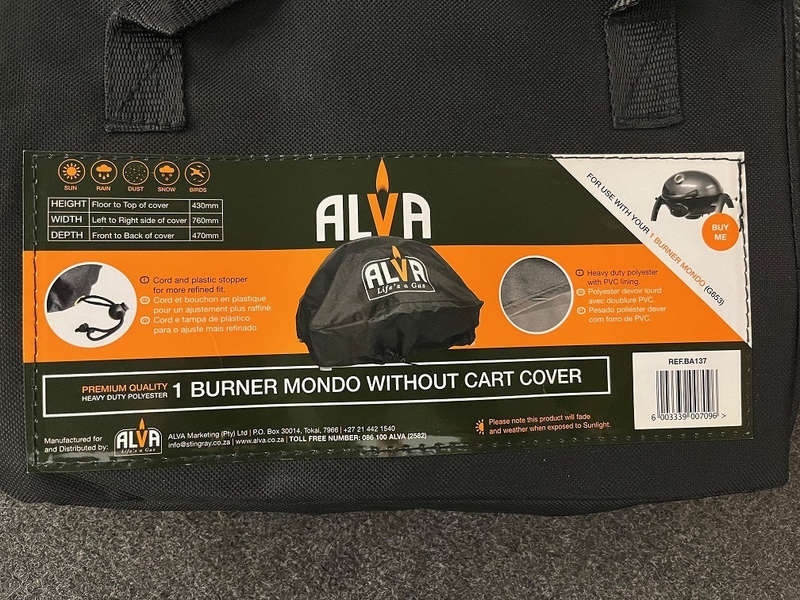 SUN RAIN DUST SNOW BIRDS
HEIGHT Floor to Top of cover 430mm
WIDTH Left to Right side of cover 760mm
DEPTH Front to Back of cover 470mm
ALVA
FOR USE WITH YOUR 1 BURNER MONDO (G653)
BUY
ME
Cord and plastic stopper
for more refined fit.
Cord et bouchon en plastique
pour un ajustement plus raffiné.
Cordo e tampa de plástico
para o ajuste mais refinado.
ALVA
Life's a Gas
Heavy duty polyester
with PVC lining.
Polyester devoir lourd
avec doublure PVC.
Pesado poliéster dever
com forro de PVC.
PREMIUM QUALITY
HEAVY DUTY POLYESTER
1 BURNER MONDO WITHOUT CART COVER
REF.BA137
6 003339 007096 >
Manufactured for
and Distributed by:
ALVA
Life's a Gas
ALVA Marketing (Pty) Ltd | P.O. Box 30014, Tokai, 7966 | +27 21 442 1540
info@stingray.co.za | www.alva.co.za | TOLL FREE NUMBER: 086 100 ALVA (2582)
Please note this product will fade
and weather when exposed to Sunlight.